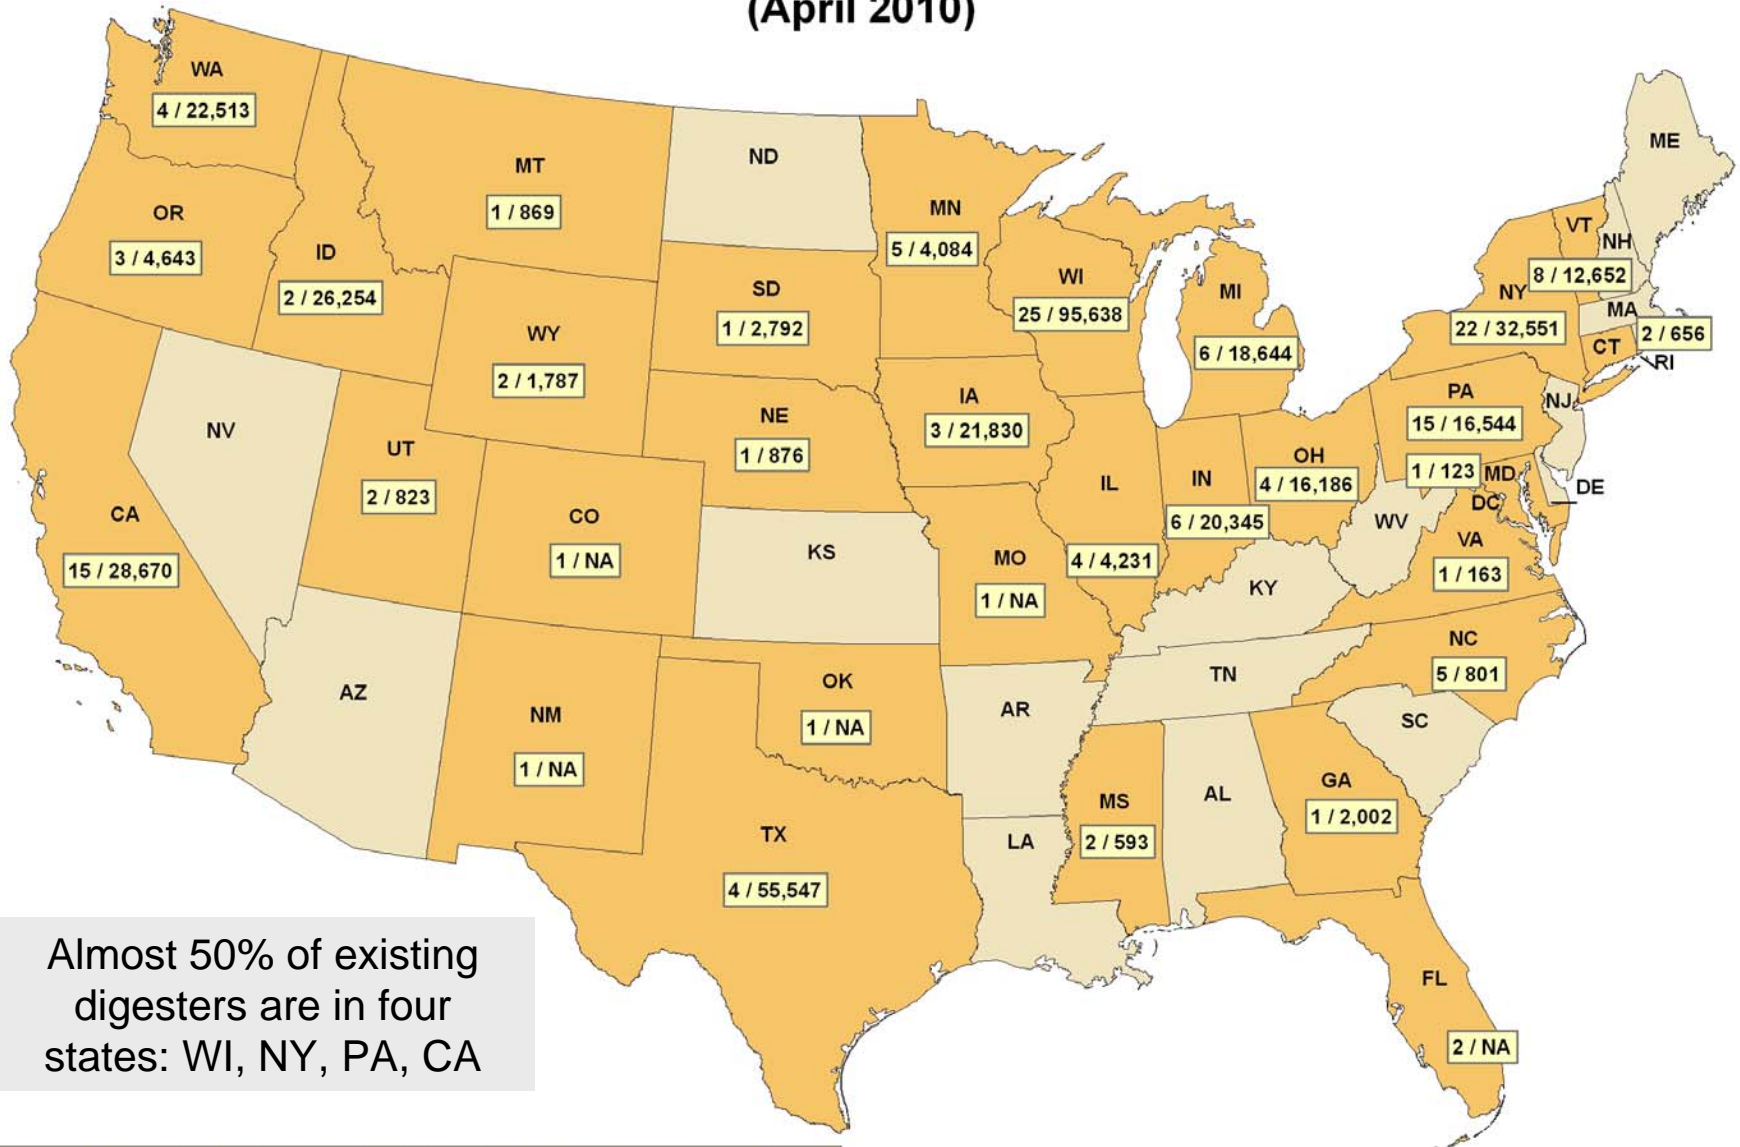 (April 2010)
WA
4 / 22,513
MT
1 / 869
ND
ME
OR
3 / 4,643
ID
2 / 26,254
MN
5 / 4,084
VT
NH
8 / 12,652
SD
1 / 2,792
WI
25 / 95,638
MI
6 / 18,644
NY
22 / 32,551
MA
2 / 656
CT
RI
WY
2 / 1,787
IA
3 / 21,830
PA
15 / 16,544
NJ
NE
1 / 876
NV
UT
2 / 823
IL
4 / 4,231
IN
6 / 20,345
OH
4 / 16,186
1 / 123
MD
DE
DC
CA
15 / 28,670
CO
1 / NA
KS
MO
1 / NA
WV
VA
1 / 163
KY
NC
5 / 801
AZ
NM
1 / NA
OK
1 / NA
AR
TN
SC
TX
4 / 55,547
LA
MS
2 / 593
AL
GA
1 / 2,002
FL
2 / NA
Almost 50% of existing
digesters are in four
states: WI, NY, PA, CA